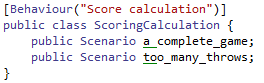 [Behaviour("Score calculation")]
public class ScoringCalculation {
    public Scenario a_complete_game;
    public Scenario too_many_throws;
}